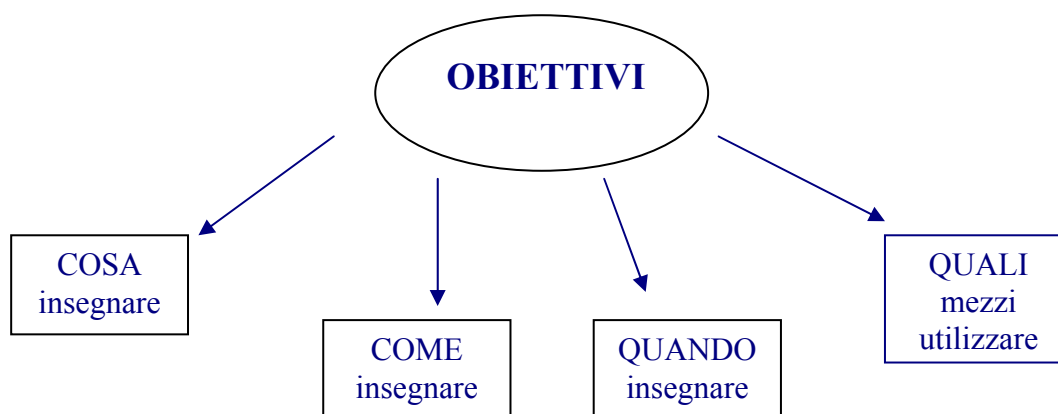 OBIETTIVI
COSA
insegnare
COME
insegnare
QUANDO
insegnare
QUALI
mezzi
utilizzare